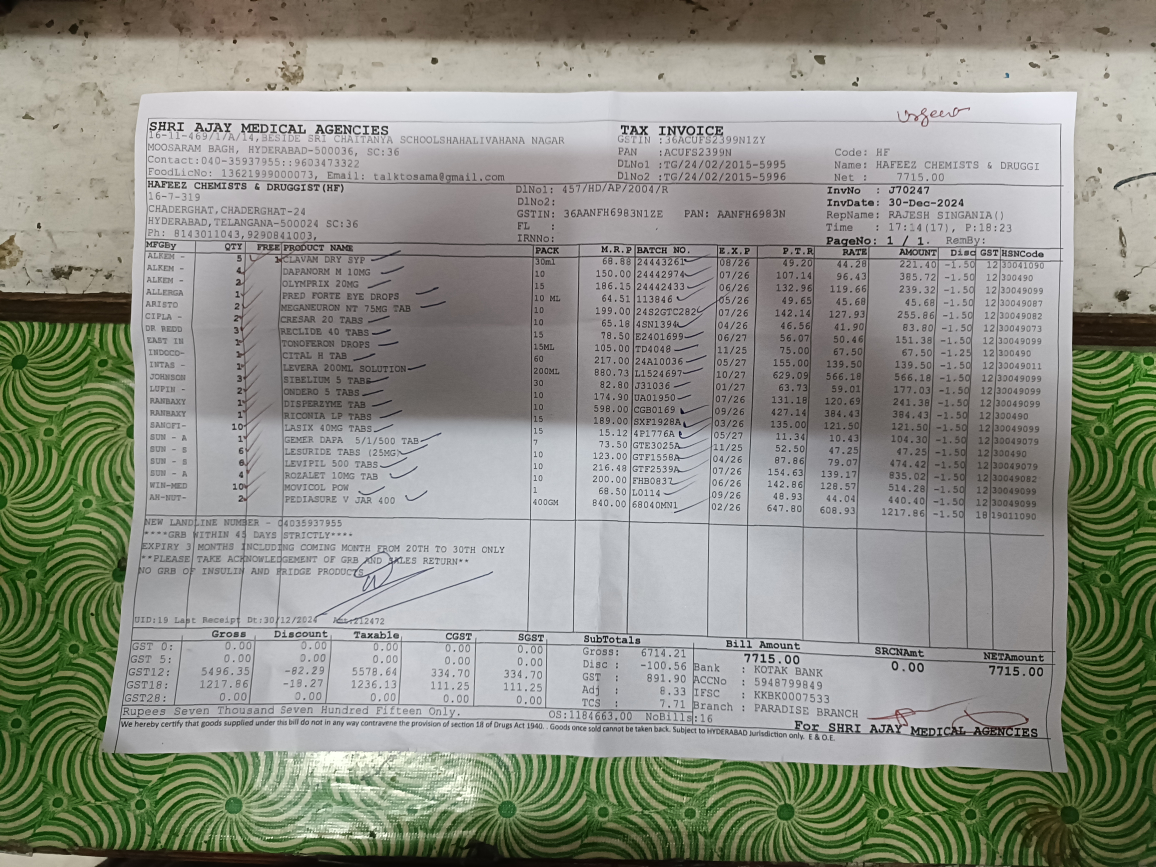 Urgent
SHRI AJAY MEDICAL AGENCIES
16-11-469/1/A/14,BESIDE SRI CHAITANYA SCHOOLSHAHALIVAHANA NAGAR
MOOSARAM BAGH, HYDERABAD-500036, SC:36
Contact:040-35937955::9603473322
FoodLicNo: 13621999000073, Email: talktosama@gmail.com
TAX INVOICE
GSTIN :36ACUFS2399N1ZY
PAN :ACUFS2399N
DLNo1 :TG/24/02/2015-5995
DLNo2 :TG/24/02/2015-5996
Code: HF
Name: HAFEEZ CHEMISTS & DRUGGI
Net : 7715.00
HAFEEZ CHEMISTS & DRUGGIST(HF)
16-7-319
CHADERGHAT,CHADERGHAT-24
HYDERABAD,TELANGANA-500024 SC:36
Ph: 8143011043,9290841003,
DlNo1: 457/HD/AP/2004/R
DlNo2:
GSTIN: 36AANFH6983N1ZE PAN: AANFH6983N
FL :
IRNNo:
InvNo : J70247
InvDate: 30-Dec-2024
RepName: RAJESH SINGANIA()
Time : 17:14(17), P:18:23
PageNo: 1 / 1. RemBy:
MFGBy QTY FREE PRODUCT NAME PACK M.R.P BATCH NO. E.X.P P.T.R RATE AMOUNT Disc GST HSNCode
ALKEM - 5 CLAVAM DRY SYP 30ml 68.88 24443261 08/26 49.20 44.28 221.40 -1.50 12 30041090
ALKEM - 4 DAPANORM M 10MG 10 150.00 24442974 07/26 107.14 96.43 385.72 -1.50 12 300490
ALKEM - 2 OLYMPRIX 20MG 15 186.15 24442433 06/26 132.96 119.66 239.32 -1.50 12 30049099
ALLERGA 1 PRED FORTE EYE DROPS 10 ML 64.51 113846 05/26 49.65 45.68 45.68 -1.50 12 30049087
ARISTO 2 MEGANEURON NT 75MG TAB 10 199.00 24S2GTC282 07/26 142.14 127.93 255.86 -1.50 12 30049082
CIPLA - 2 CRESAR 20 TABS 10 65.18 4SN1394 04/26 46.56 41.90 83.80 -1.50 12 30049073
DR REDD 3 RECLIDE 40 TABS 15 78.50 E2401699 06/27 56.07 50.46 151.38 -1.50 12 30049099
EAST IN 1 TONOFERON DROPS 15ML 105.00 TD4048 11/25 75.00 67.50 67.50 -1.25 12 300490
INDOCO- 1 CITAL H TAB 60 217.00 24A10036 05/27 155.00 139.50 139.50 -1.50 12 30049011
INTAS - 1 LEVERA 200ML SOLUTION 200ML 880.73 L1524697 10/27 629.09 566.18 566.18 -1.50 12 30049099
JOHNSON 3 SIBELIUM 5 TABS 30 82.80 J31036 01/27 63.73 59.01 177.03 -1.50 12 30049099
LUPIN - 2 ONDERO 5 TABS 10 174.90 UA01950 07/26 131.18 120.69 241.38 -1.50 12 30049099
RANBAXY 1 DISPERZYME TAB 10 598.00 CGB0169 09/26 427.14 384.43 384.43 -1.50 12 300490
RANBAXY 1 RICONIA LP TABS 15 189.00 SXF1928A 03/26 135.00 121.50 121.50 -1.50 12 30049099
SANOFI- 10 LASIX 40MG TABS 15 15.12 4P1776A 05/27 11.34 10.43 104.30 -1.50 12 30049079
SUN - A 1 GEMER DAPA 5/1/500 TAB 7 73.50 GTE3025A 11/25 52.50 47.25 47.25 -1.50 12 300490
SUN - S 6 LESURIDE TABS (25MG) 10 123.00 GTF1558A 04/26 87.86 79.07 474.42 -1.50 12 30049079
SUN - S 6 LEVIPIL 500 TABS 10 216.48 GTF2539A 07/26 154.63 139.17 835.02 -1.50 12 30049082
SUN - A 4 ROZALET 10MG TAB 10 200.00 FHB0837 06/26 142.86 128.57 514.28 -1.50 12 30049099
WIN-MED 10 MOVICOL POW 1 68.50 L0114 09/26 48.93 44.04 440.40 -1.50 12 30049099
AH-NUT- 2 PEDIASURE V JAR 400 400GM 840.00 68040MN1 02/26 647.80 608.93 1217.86 -1.50 18 19011090
NEW LANDLINE NUMBER - 04035937955
****GRB WITHIN 45 DAYS STRICTLY****
EXPIRY 3 MONTHS INCLUDING COMING MONTH FROM 20TH TO 30TH ONLY
**PLEASE TAKE ACKNOWLEDGEMENT OF GRB AND SALES RETURN**
NO GRB OF INSULIN AND FRIDGE PRODUCTS
UID:19 Last Receipt Dt:30/12/2024 Amt:212472
Gross Discount Taxable CGST SGST
GST 0: 0.00 0.00 0.00 0.00 0.00
GST 5: 0.00 0.00 0.00 0.00 0.00
GST12: 5496.35 -82.29 5578.64 334.70 334.70
GST18: 1217.86 -18.27 1236.13 111.25 111.25
GST28: 0.00 0.00 0.00 0.00 0.00
SubTotals
Gross: 6714.21
Disc : -100.56
GST : 891.90
Adj : 8.33
TCS : 7.71
Bill Amount SRCNAmt NETAmount
7715.00 0.00 7715.00
Bank : KOTAK BANK
ACCNo : 5948799849
IFSC : KKBK0007533
Branch : PARADISE BRANCH
Rupees Seven Thousand Seven Hundred Fifteen Only. OS:1184663.00 NoBills:16
We hereby certify that goods supplied under this bill do not in any way contravene the provision of section 18 of Drugs Act 1940. . Goods once sold cannot be taken back. Subject to HYDERABAD Jurisdiction only. E & O.E.
For SHRI AJAY MEDICAL AGENCIES